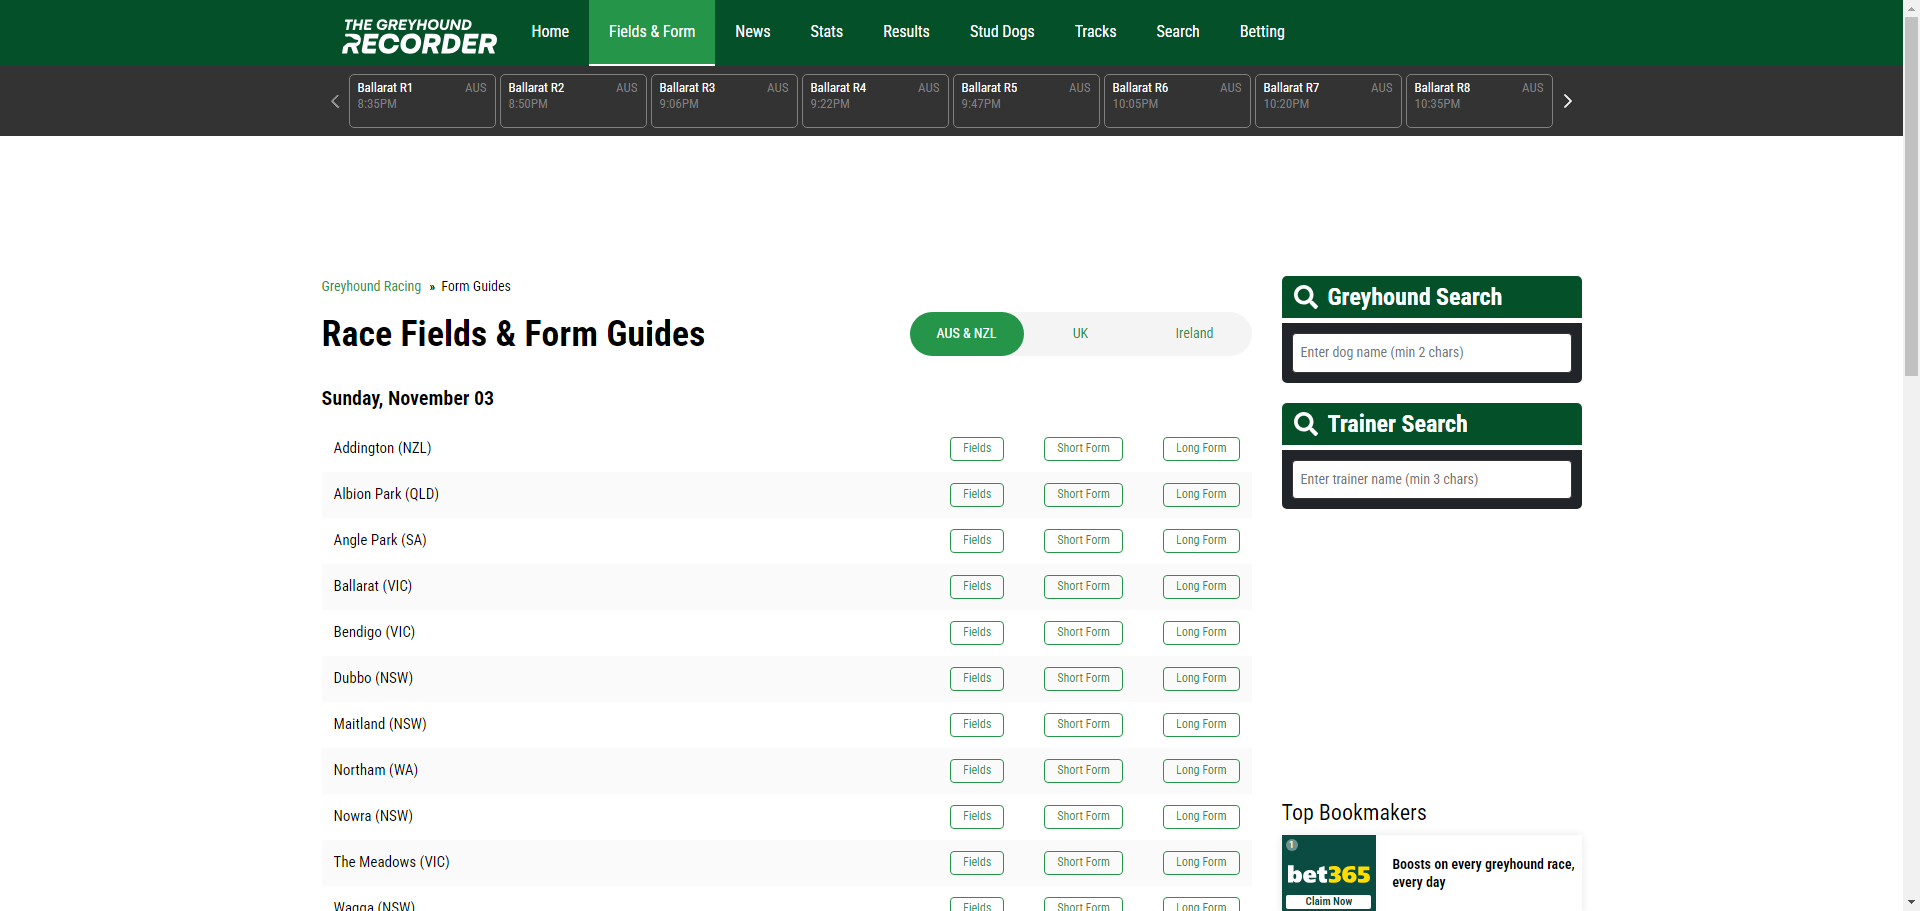 THE GREYHOUND
RECORDER
Home
Fields & Form
News
Stats
Results
Stud Dogs
Tracks
Search
Betting
Ballarat R1 AUS
8:35PM
Ballarat R2 AUS
8:50PM
Ballarat R3 AUS
9:06PM
Ballarat R4 AUS
9:22PM
Ballarat R5 AUS
9:47PM
Ballarat R6 AUS
10:05PM
Ballarat R7 AUS
10:20PM
Ballarat R8 AUS
10:35PM
Greyhound Racing » Form Guides
Race Fields & Form Guides
AUS & NZL
UK
Ireland
Sunday, November 03
Addington (NZL) Fields Short Form Long Form
Albion Park (QLD) Fields Short Form Long Form
Angle Park (SA) Fields Short Form Long Form
Ballarat (VIC) Fields Short Form Long Form
Bendigo (VIC) Fields Short Form Long Form
Dubbo (NSW) Fields Short Form Long Form
Maitland (NSW) Fields Short Form Long Form
Northam (WA) Fields Short Form Long Form
Nowra (NSW) Fields Short Form Long Form
The Meadows (VIC) Fields Short Form Long Form
Wagga (NSW) Fields Short Form Long Form
Greyhound Search
Enter dog name (min 2 chars)
Trainer Search
Enter trainer name (min 3 chars)
Top Bookmakers
1
bet365
Claim Now
Boosts on every greyhound race,
every day